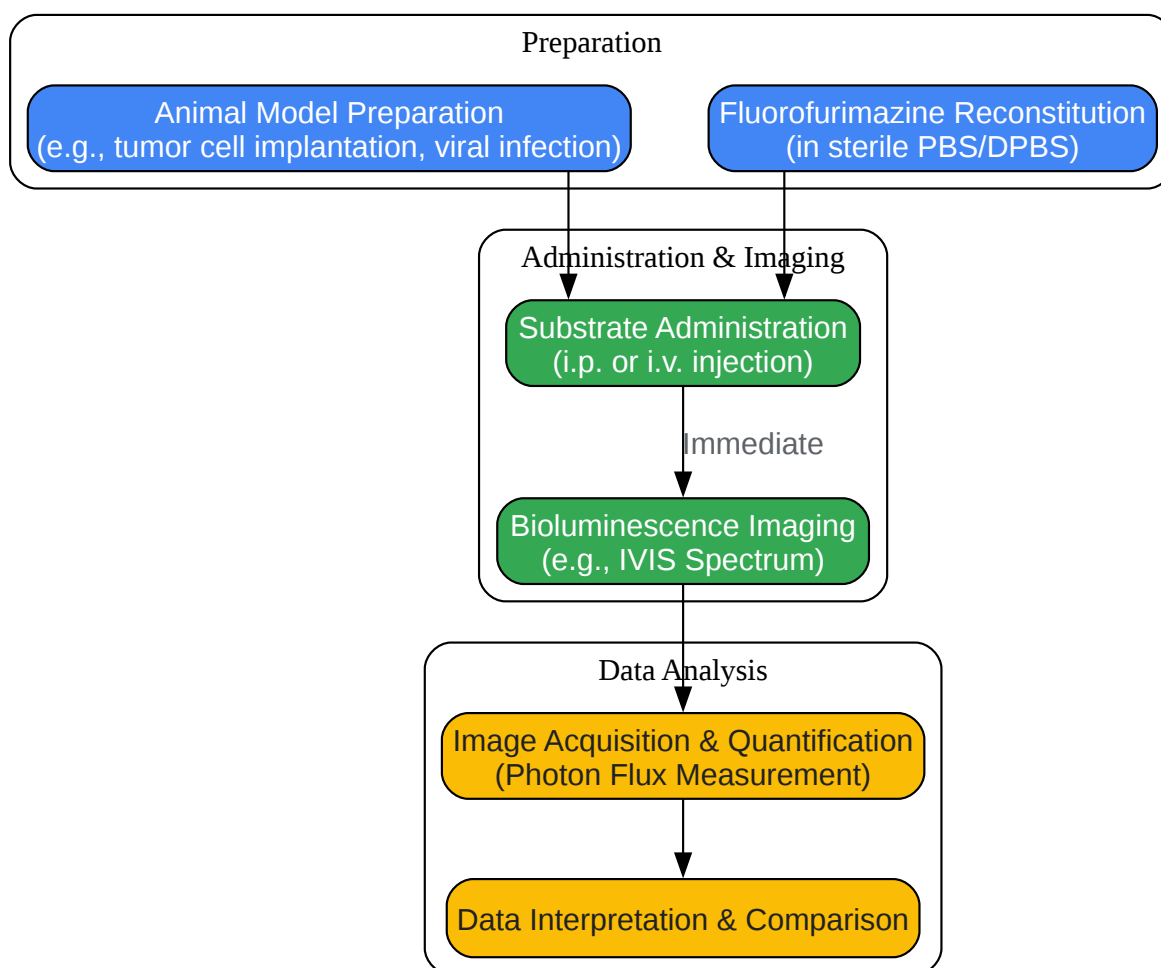 Preparation
Animal Model Preparation
(e.g., tumor cell implantation, viral infection)
Fluorofurimazine Reconstitution
(in sterile PBS/DPBS)
Administration & Imaging
Substrate Administration
(i.p. or i.v. injection)
Immediate
Bioluminescence Imaging
(e.g., IVIS Spectrum)
Data Analysis
Image Acquisition & Quantification
(Photon Flux Measurement)
Data Interpretation & Comparison